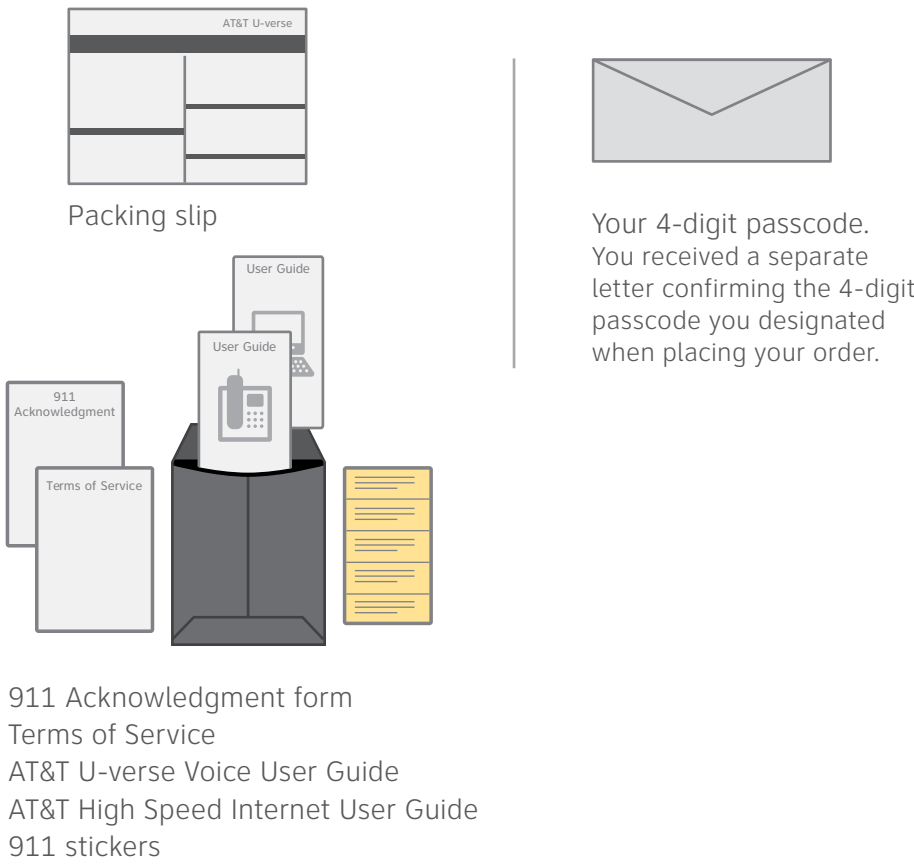 AT&T U-verse
Packing slip
Your 4-digit passcode.
You received a separate
letter confirming the 4-digit
passcode you designated
when placing your order.
User Guide
User Guide
911
Acknowledgment
Terms of Service
911 Acknowledgment form
Terms of Service
AT&T U-verse Voice User Guide
AT&T High Speed Internet User Guide
911 stickers